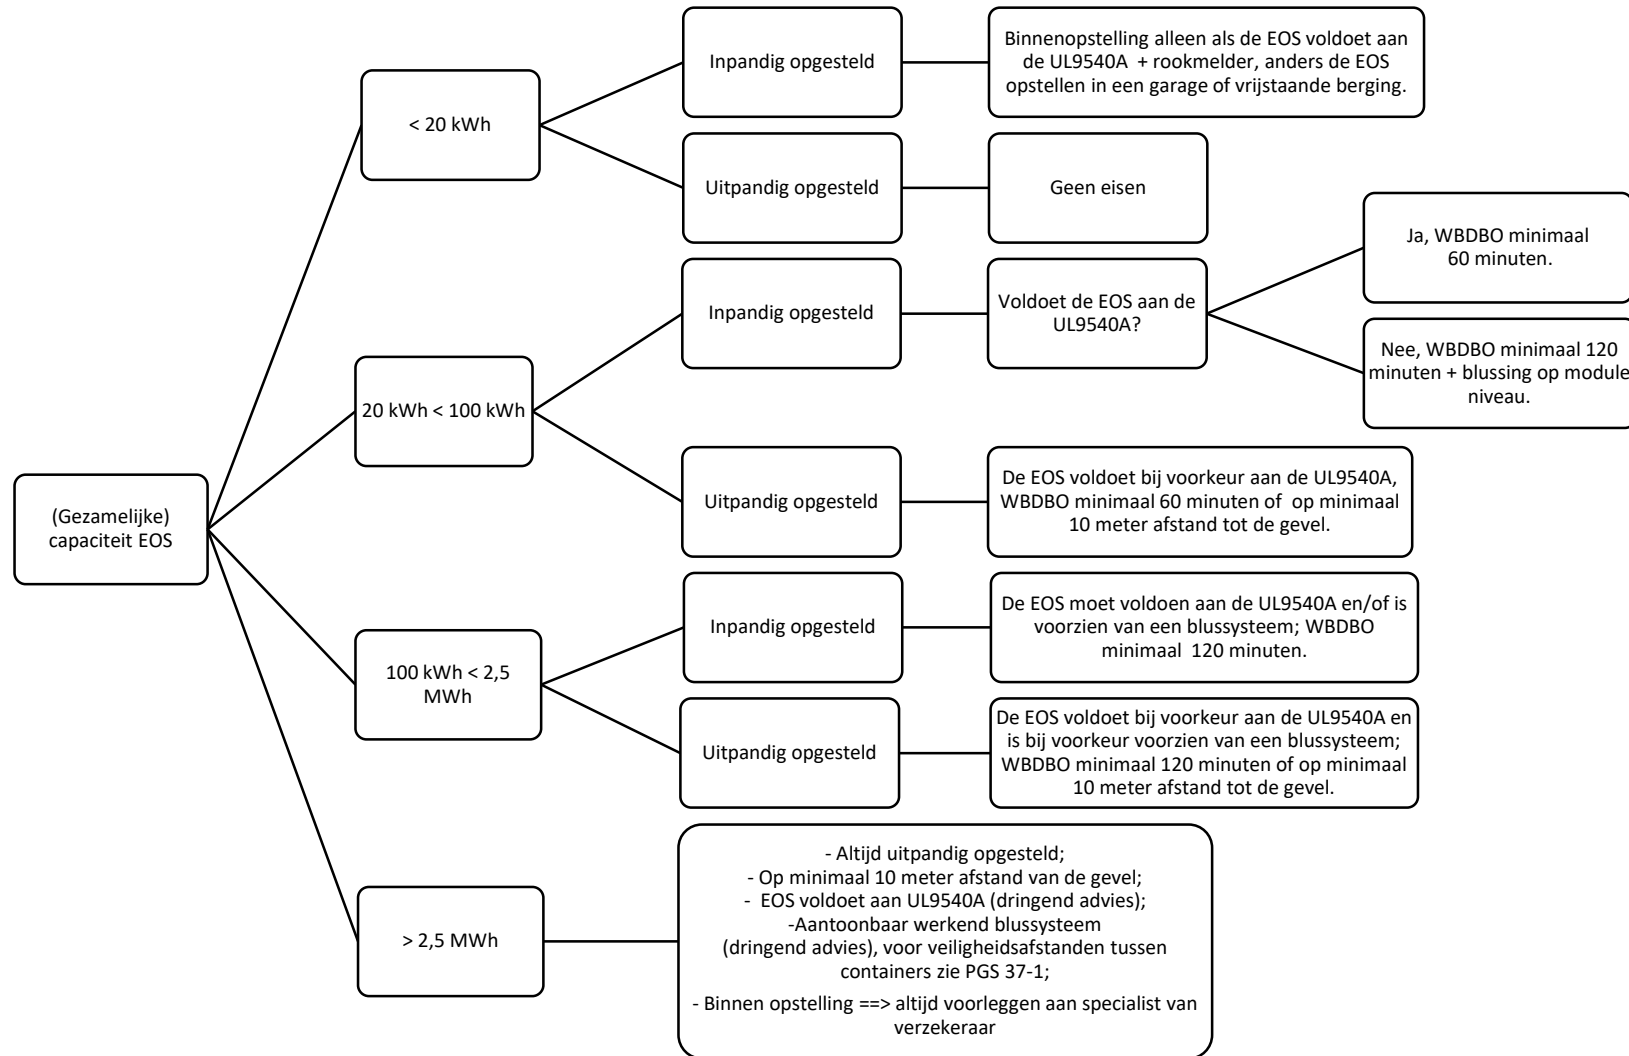 (Gezamelijke)
capaciteit EOS
< 20 kWh
Inpandig opgesteld
Binnenopstelling alleen als de EOS voldoet aan
de UL9540A + rookmelder, anders de EOS
opstellen in een garage of vrijstaande berging.
Uitpandig opgesteld
Geen eisen
20 kWh < 100 kWh
Inpandig opgesteld
Voldoet de EOS aan de
UL9540A?
Ja, WBDBO minimaal
60 minuten.
Nee, WBDBO minimaal 120
minuten + blussing op module
niveau.
Uitpandig opgesteld
De EOS voldoet bij voorkeur aan de UL9540A,
WBDBO minimaal 60 minuten of op minimaal
10 meter afstand tot de gevel.
100 kWh < 2,5
MWh
Inpandig opgesteld
De EOS moet voldoen aan de UL9540A en/of is
voorzien van een blussysteem; WBDBO
minimaal 120 minuten.
Uitpandig opgesteld
De EOS voldoet bij voorkeur aan de UL9540A en
is bij voorkeur voorzien van een blussysteem;
WBDBO minimaal 120 minuten of op minimaal
10 meter afstand tot de gevel.
> 2,5 MWh
- Altijd uitpandig opgesteld;
- Op minimaal 10 meter afstand van de gevel;
- EOS voldoet aan UL9540A (dringend advies);
-Aantoonbaar werkend blussysteem
(dringend advies), voor veiligheidsafstanden tussen
containers zie PGS 37-1;
- Binnen opstelling ==> altijd voorleggen aan specialist van
verzekeraar